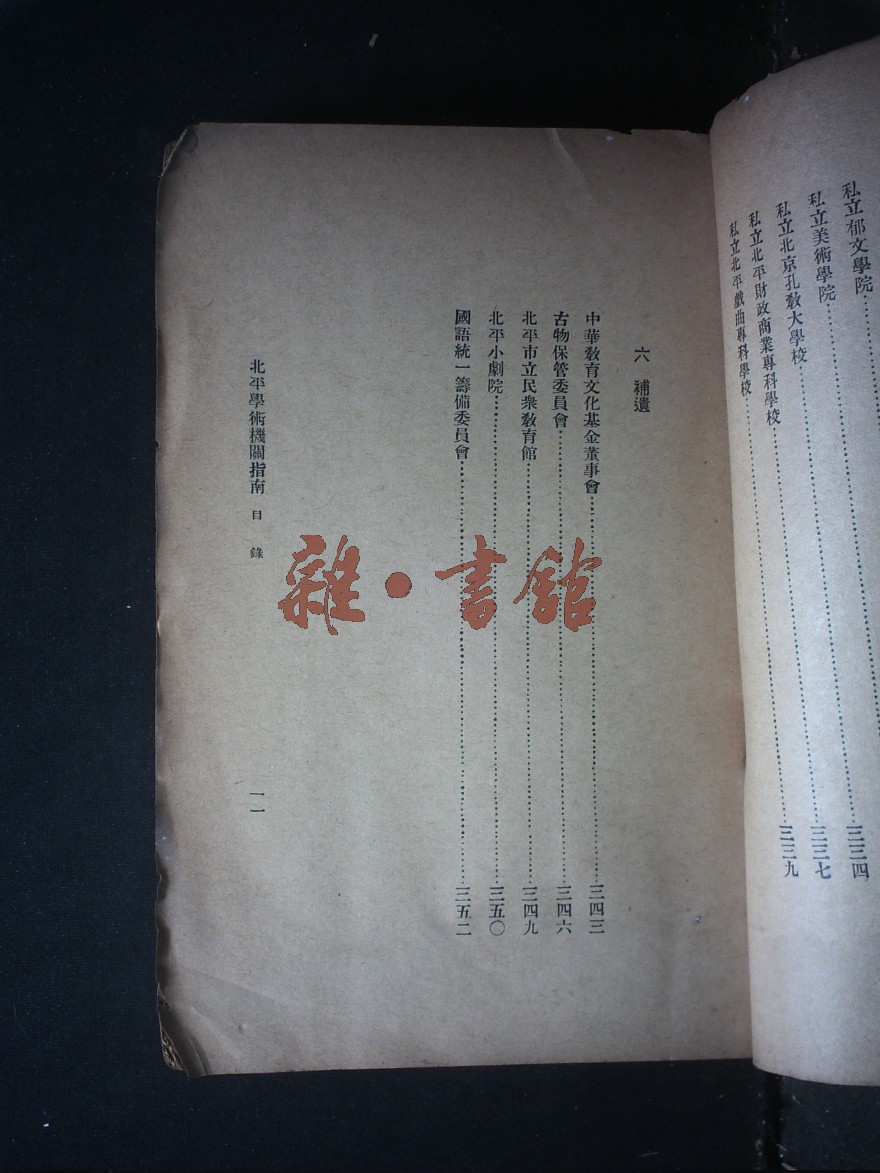 私立郁文學院
私立美術學院……三三七
私立北京孔教大學校……三三九
私立北平財政商業專科學校
私立北平戲曲專科學校
六 補遺
中華教育文化基金董事會……三四三
古物保管委員會……三四六
北平市立民衆教育館……三四九
北平小劇院……三五〇
國語統一籌備委員會……三五二
北平學術機關指南 目錄 一一
雜·書館